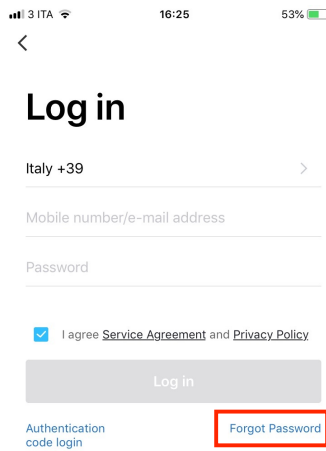 3 ITA 16:25 53%
Log in
Italy +39
Mobile number/e-mail address
Password
I agree Service Agreement and Privacy Policy
Log in
Authentication
code login
Forgot Password